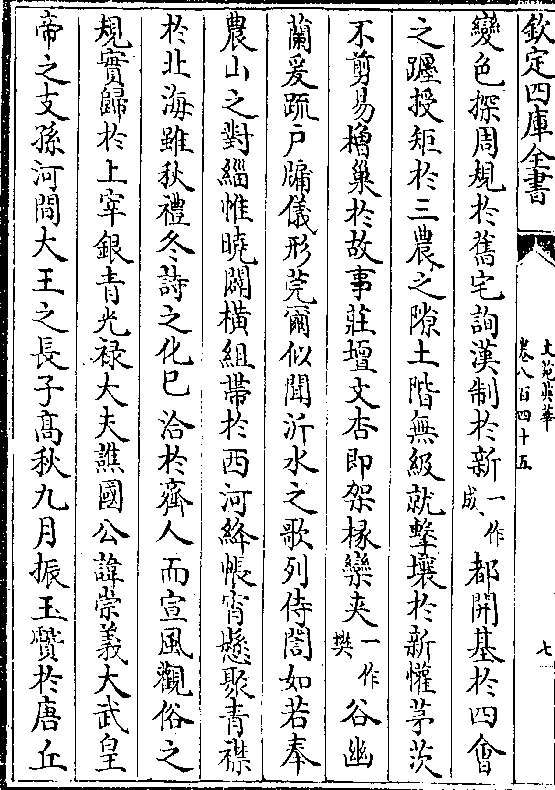 欽定四庫全書
文苑英華
卷八百四十五
七
變色探周規於舊宅詢漢制於新一作成都開基於四會
之躔授矩於三農之隙土階無級就擊壤於新懽茅茨
不剪易櫓巢於故事莊壇文杏即架椽欒夾一作樊谷幽
蘭爰疏戶牖儀形莞爾似聞沂水之歌列侍誾如若奉
農山之對緇帷曉闢橫組帶於西河絳帳宵懸聚青襟
於北海雖秋禮冬詩之化已洽於齊人而宣風觀俗之
規實歸於上宰銀青光祿大夫譙國公諱崇義大武皇
帝之支孫河間大王之長子高秋九月振玉贙於唐丘